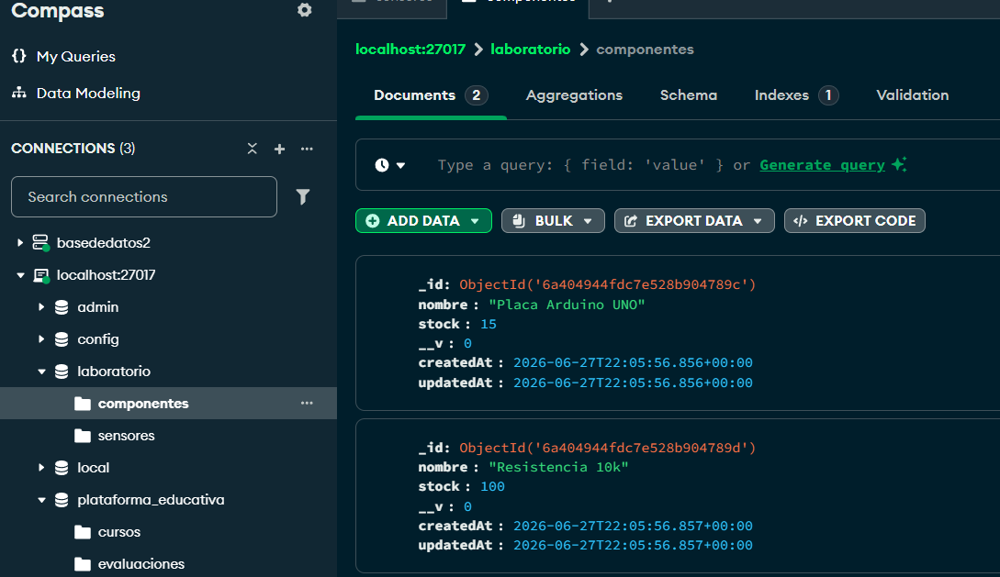 Compass
My Queries
Data Modeling
CONNECTIONS (3)
Search connections
basededatos2
localhost:27017
admin
config
laboratorio
componentes
sensores
local
plataforma_educativa
cursos
evaluaciones
localhost:27017 > laboratorio > componentes
Documents 2 Aggregations Schema Indexes 1 Validation
Type a query: { field: 'value' } or Generate query
ADD DATA BULK EXPORT DATA </> EXPORT CODE
_id: ObjectId('6a404944fdc7e528b904789c')
nombre : "Placa Arduino UNO"
stock : 15
__v : 0
createdAt : 2026-06-27T22:05:56.856+00:00
updatedAt : 2026-06-27T22:05:56.856+00:00
_id: ObjectId('6a404944fdc7e528b904789d')
nombre : "Resistencia 10k"
stock : 100
__v : 0
createdAt : 2026-06-27T22:05:56.857+00:00
updatedAt : 2026-06-27T22:05:56.857+00:00